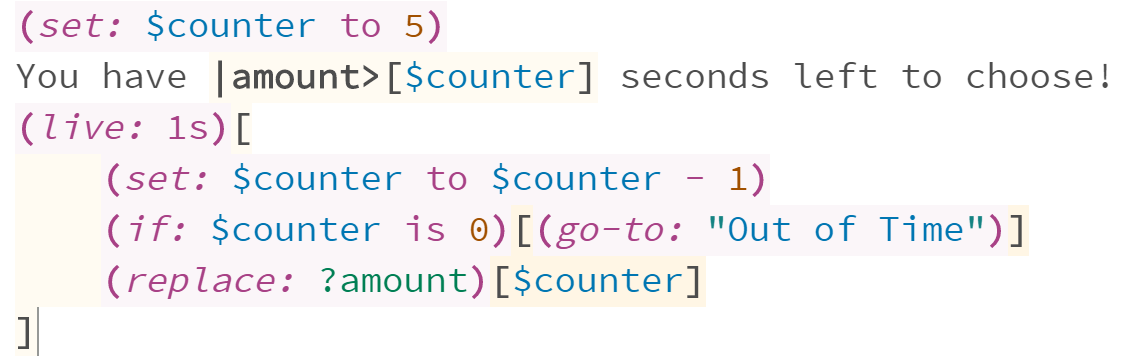 (set: $counter to 5)
You have |amount>[$counter] seconds left to choose!
(live: 1s)[
(set: $counter to $counter - 1)
(if: $counter is 0)[(go-to: "Out of Time")]
(replace: ?amount)[$counter]
]